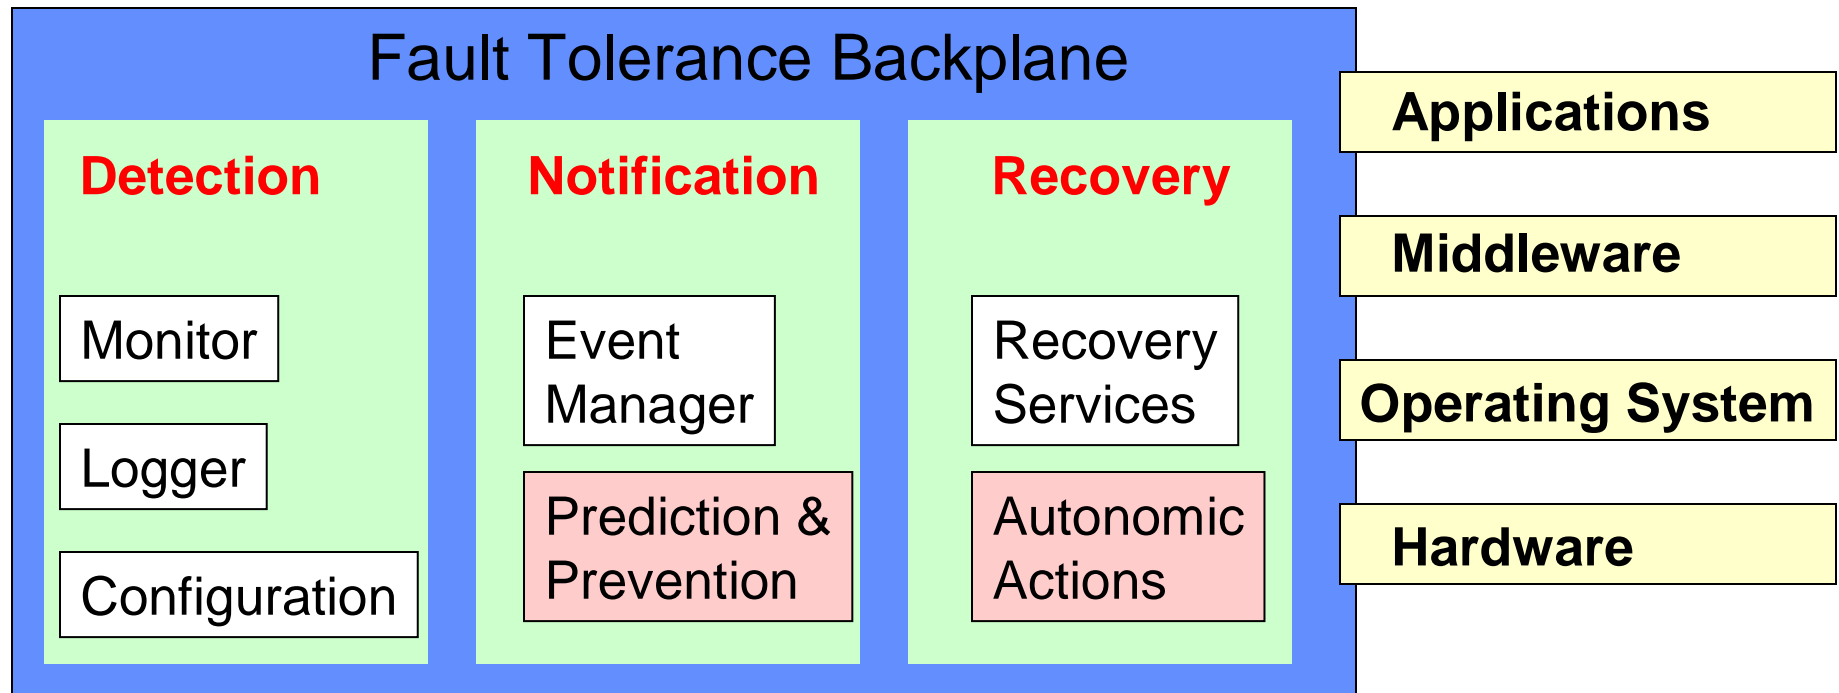 Fault Tolerance Backplane
Detection
Monitor
Logger
Configuration
Notification
Event
Manager
Prediction &
Prevention
Recovery
Recovery
Services
Autonomic
Actions
Applications
Middleware
Operating System
Hardware